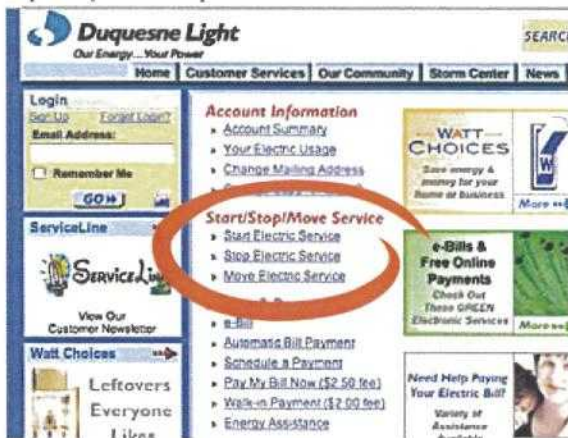 Duquesne Light
Our Energy... Your Power
SEARC
Home
Customer Services
Our Community
Storm Center
News
Login
Sign Up
Forgot Login?
Email Address:
Remember Me
GO
ServiceLine
View Our
Customer Newsletter
Watt Choices
Leftovers
Everyone
Likes
Account Information
Account Summary
Your Electric Usage
Change Mailing Address
Start/Stop/Move Service
Start Electric Service
Stop Electric Service
Move Electric Service
e-Bill
Automatic Bill Payment
Schedule a Payment
Pay My Bill Now ($2.50 fee)
Walk-in Payment ($2.00 fee)
Energy Assistance
WATT
CHOICES
Save energy &
money for your
home or business
W
More
e-Bills &
Free Online
Payments
Check Out
These GREEN
Electronic Services
More
Need Help Paying
Your Electric Bill?
Variety of
Assistance